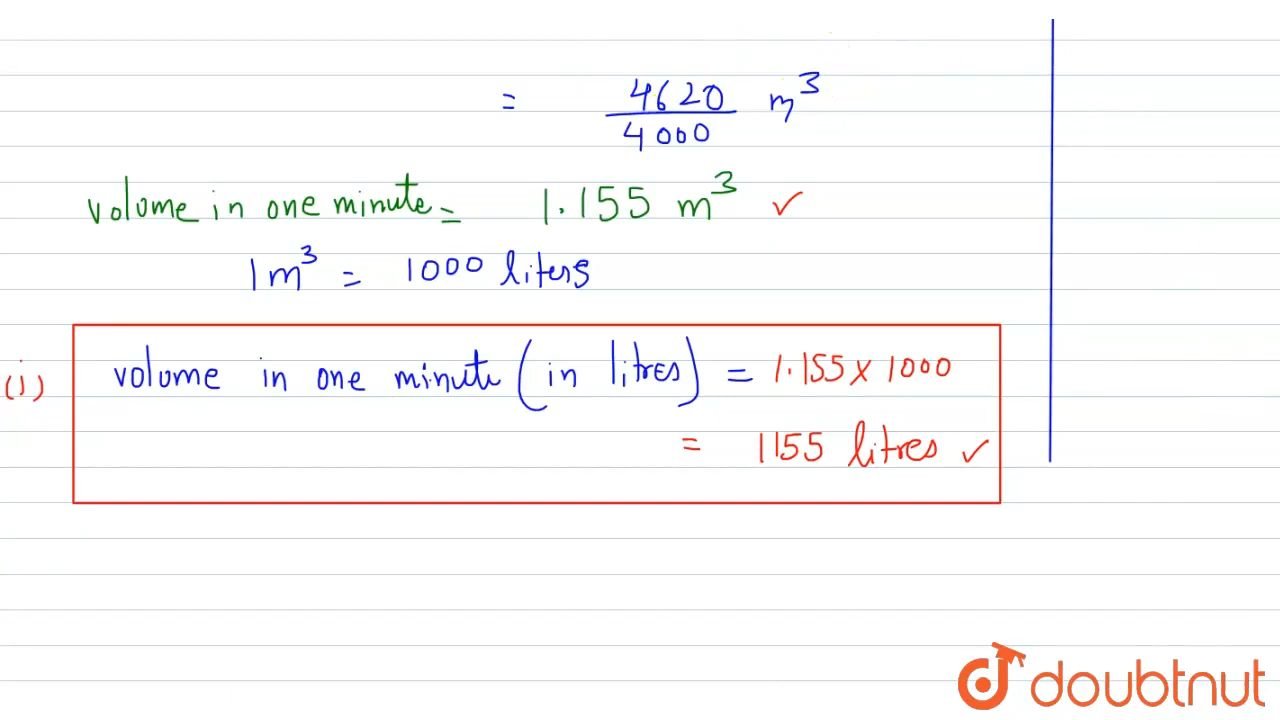 = 4620/4000 m³
volume in one minute = 1.155 m³ ✓
1m³ = 1000 liters
(i) volume in one minute (in litres) = 1.155 x 1000
= 1155 litres ✓
doubtnut